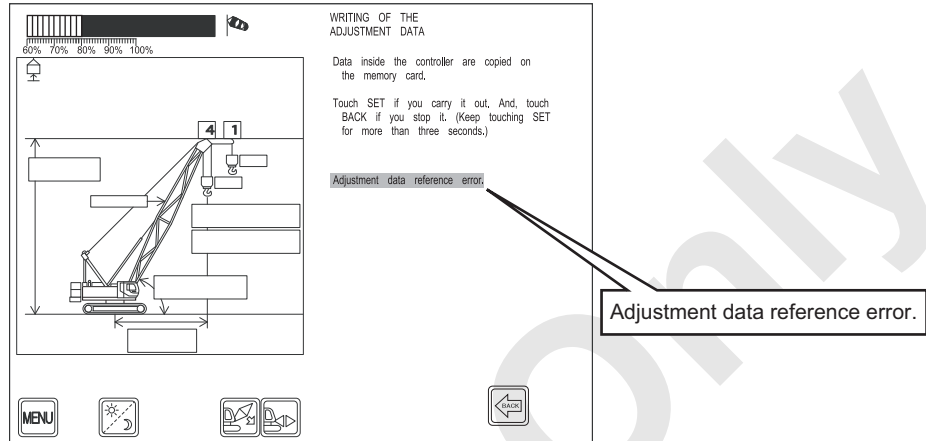 WRITING OF THE
ADJUSTMENT DATA
60% 70% 80% 90% 100%
Data inside the controller are copied on
the memory card.
Touch SET if you carry it out. And, touch
BACK if you stop it. (Keep touching SET
for more than three seconds.)
4 1
Adjustment data reference error.
Adjustment data reference error.
MENU
BACK
only